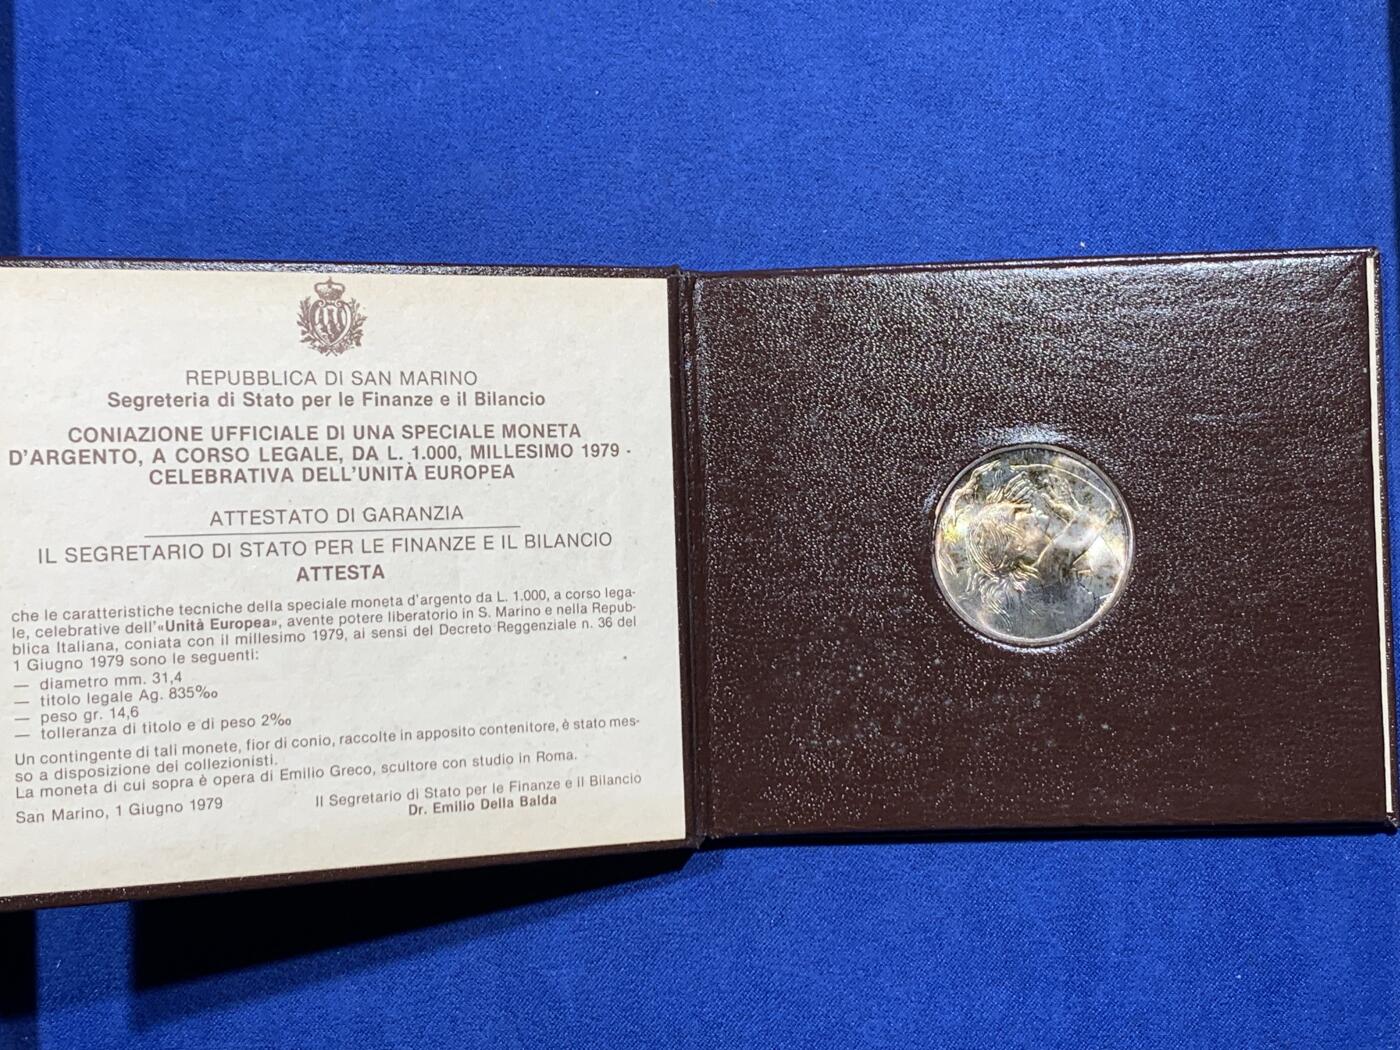 REPUBBLICA DI SAN MARINO
Segreteria di Stato per le Finanze e il Bilancio
CONIAZIONE UFFICIALE DI UNA SPECIALE MONETA
D'ARGENTO, A CORSO LEGALE, DA L. 1.000, MILLESIMO 1979 -
CELEBRATIVA DELL'UNITÀ EUROPEA
ATTESTATO DI GARANZIA
IL SEGRETARIO DI STATO PER LE FINANZE E IL BILANCIO
ATTESTA
che le caratteristiche tecniche della speciale moneta d'argento da L. 1.000, a corso lega-
le, celebrative dell'«Unità Europea», avente potere liberatorio in S. Marino e nella Repub-
blica Italiana, coniata con il millesimo 1979, ai sensi del Decreto Reggenziale n. 36 del
1 Giugno 1979 sono le seguenti:
— diametro mm. 31,4
— titolo legale Ag. 835‰
— peso gr. 14,6
— tolleranza di titolo e di peso 2‰
Un contingente di tali monete, fior di conio, raccolte in apposito contenitore, è stato mes-
so a disposizione dei collezionisti.
La moneta di cui sopra è opera di Emilio Greco, scultore con studio in Roma.
San Marino, 1 Giugno 1979
Il Segretario di Stato per le Finanze e il Bilancio
Dr. Emilio Della Balda